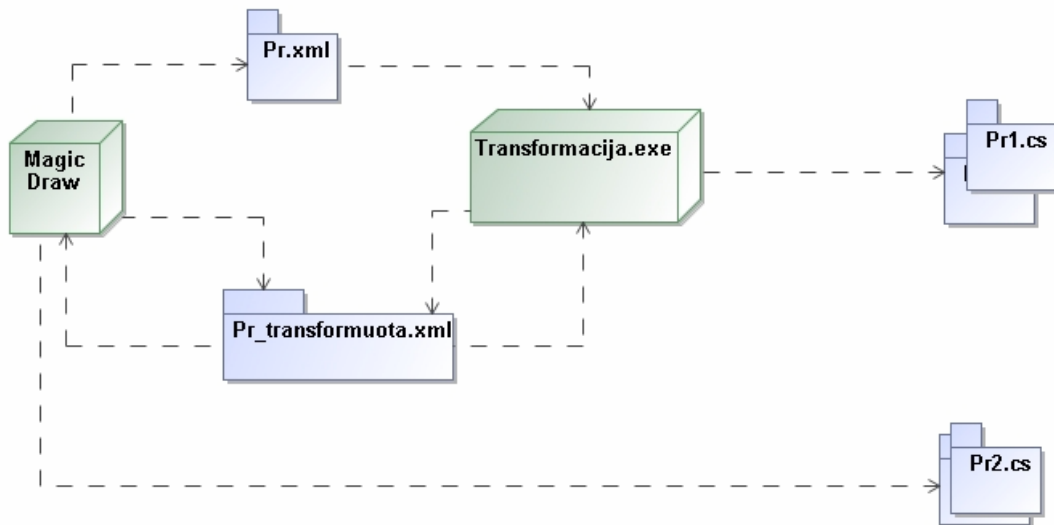 Pr.xml
Magic
Draw
Transformacija.exe
Pr1.cs
Pr_transformuota.xml
Pr2.cs